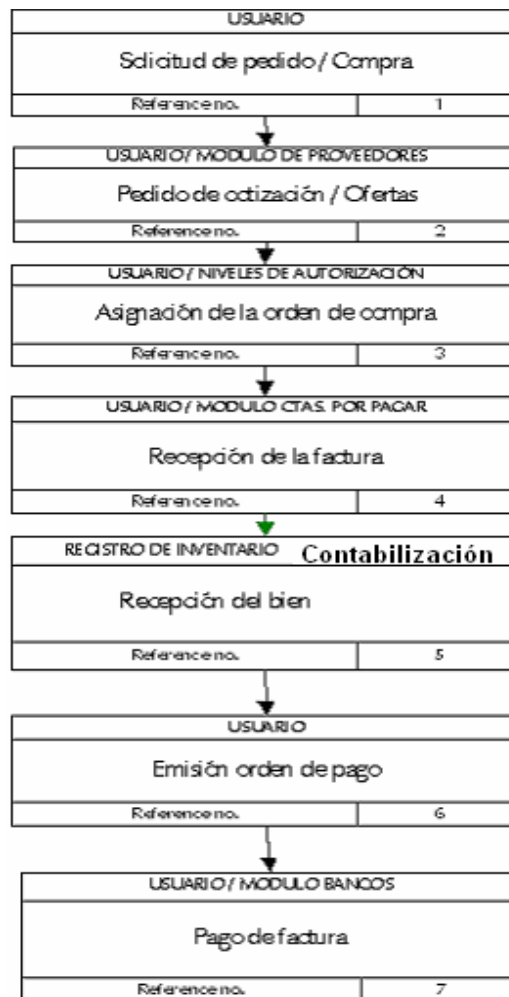 USUARIO
Solicitud de pedido / Compra
Reference no. 1
USUARIO / MODULO DE PROVEEDORES
Pedido de cotización / Ofertas
Reference no. 2
USUARIO / NIVELES DE AUTORIZACIÓN
Asignación de la orden de compra
Reference no. 3
USUARIO / MODULO CTAS. POR PAGAR
Recepción de la factura
Reference no. 4
REGISTRO DE INVENTARIO Contabilización
Recepción del bien
Reference no. 5
USUARIO
Emisión orden de pago
Reference no. 6
USUARIO / MODULO BANCOS
Pago de factura
Reference no. 7